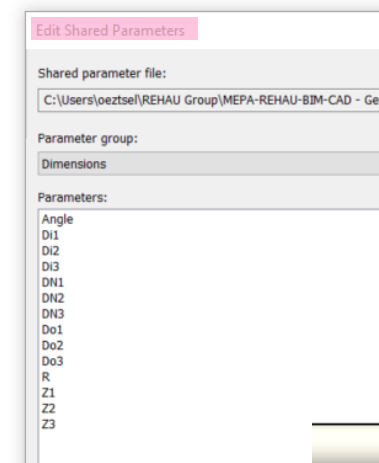 Edit Shared Parameters
Shared parameter file:
C:\Users\oeztsel\REHAU Group\MEPA-REHAU-BIM-CAD - Ge
Parameter group:
Dimensions
Parameters:
Angle
Di1
Di2
Di3
DN1
DN2
DN3
Do1
Do2
Do3
R
Z1
Z2
Z3